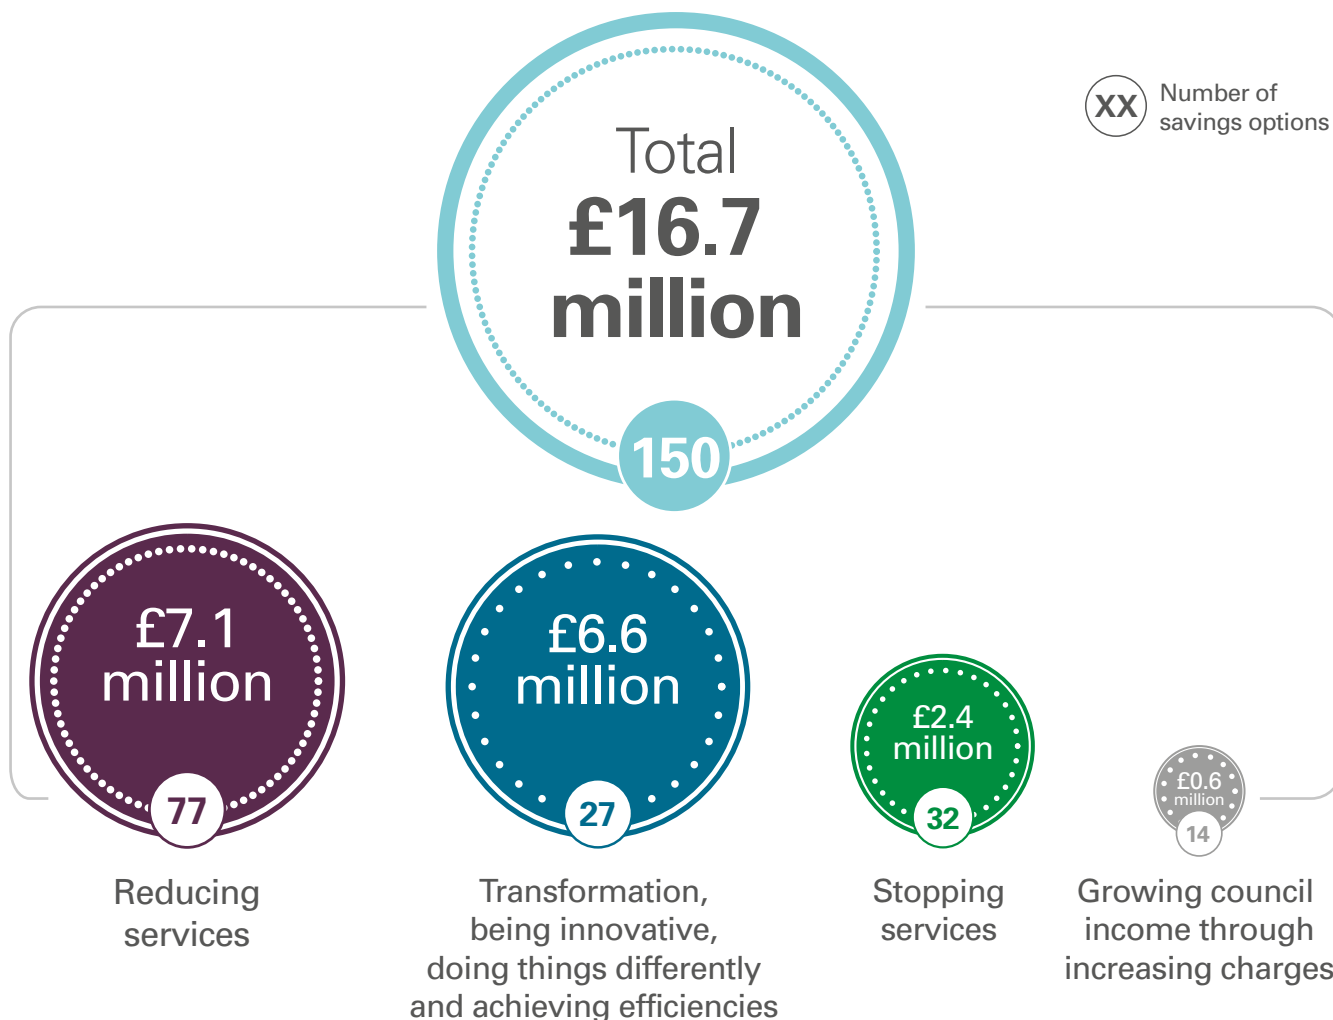 Total
£16.7
million
150
XX
Number of
savings options
£7.1
million
77
Reducing
services
£6.6
million
27
Transformation,
being innovative,
doing things differently
and achieving efficiencies
£2.4
million
32
Stopping
services
£0.6
million
14
Growing council
income through
increasing charges